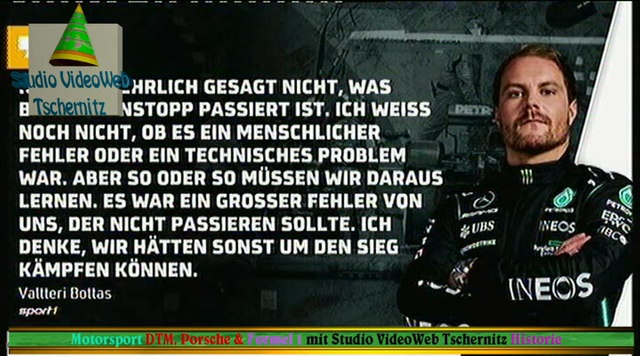 Studio VideoWeb
Tschernitz
EHRLICH GESAGT NICHT, WAS
NSTOPP PASSIERT IST. ICH WEISS
NOCH NICHT, OB ES EIN MENSCHLICHER
FEHLER ODER EIN TECHNISCHES PROBLEM
WAR. ABER SO ODER SO MÜSSEN WIR DARAUS
LERNEN. ES WAR EIN GROSSER FEHLER VON
UNS, DER NICHT PASSIEREN SOLLTE. ICH
DENKE, WIR HÄTTEN SONST UM DEN SIEG
KÄMPFEN KÖNNEN.
Valtteri Bottas
sport1
PETR
UBS
INEOS
INEOS
Motorsport DTM, Porsche & Formel 1 mit Studio VideoWeb Tschernitz Historie